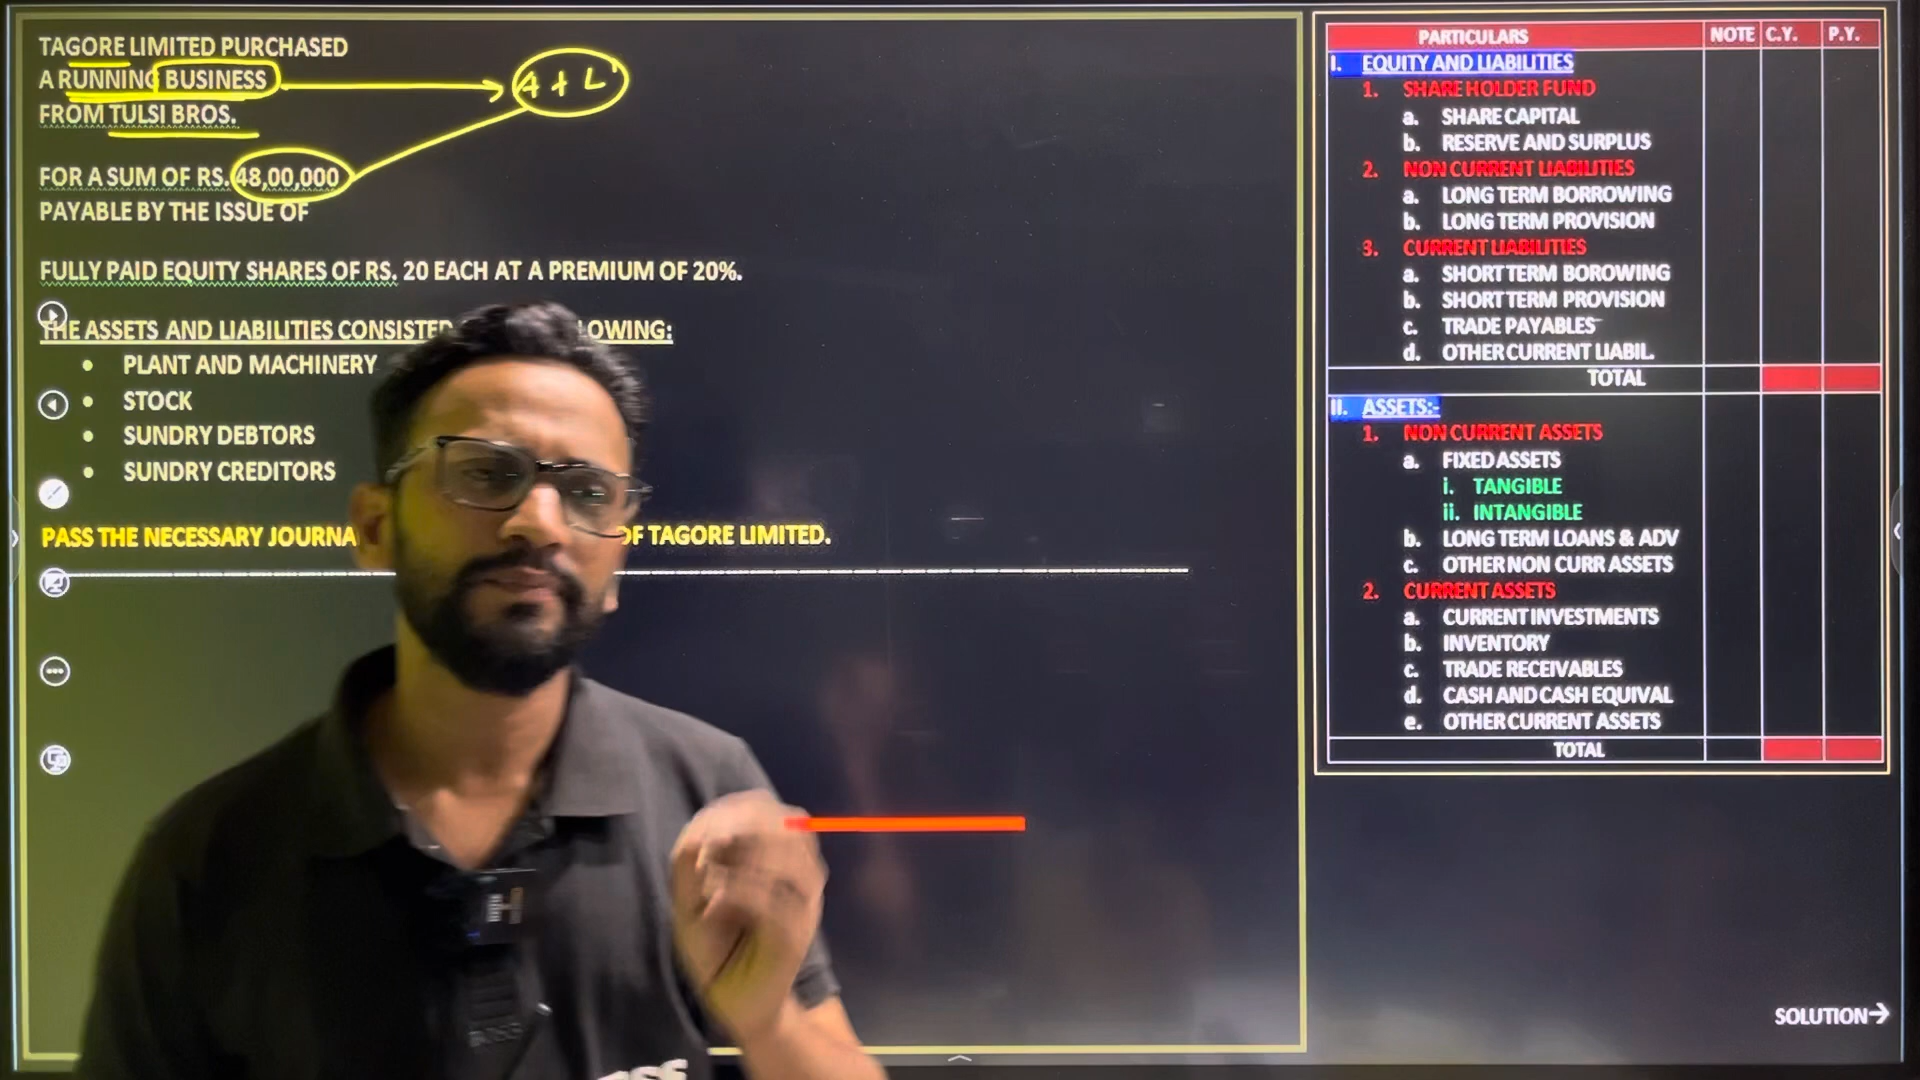 TAGORE LIMITED PURCHASED
A RUNNING BUSINESS
A + L
FROM TULSI BROS.
FOR A SUM OF RS. 48,00,000
PAYABLE BY THE ISSUE OF
FULLY PAID EQUITY SHARES OF RS. 20 EACH AT A PREMIUM OF 20%.
THE ASSETS AND LIABILITIES CONSISTED LOWING:
• PLANT AND MACHINERY
• STOCK
• SUNDRY DEBTORS
• SUNDRY CREDITORS
PASS THE NECESSARY JOURNA OF TAGORE LIMITED.
H
PARTICULARS NOTE C.Y. P.Y.
I. EQUITY AND LIABILITIES
1. SHARE HOLDER FUND
a. SHARE CAPITAL
b. RESERVE AND SURPLUS
2. NON CURRENT LIABILITIES
a. LONG TERM BORROWING
b. LONG TERM PROVISION
3. CURRENT LIABILITIES
a. SHORT TERM BOROWING
b. SHORT TERM PROVISION
c. TRADE PAYABLES
d. OTHER CURRENT LIABIL.
TOTAL
II. ASSETS:-
1. NON CURRENT ASSETS
a. FIXED ASSETS
i. TANGIBLE
ii. INTANGIBLE
b. LONG TERM LOANS & ADV
c. OTHER NON CURR ASSETS
2. CURRENT ASSETS
a. CURRENT INVESTMENTS
b. INVENTORY
c. TRADE RECEIVABLES
d. CASH AND CASH EQUIVAL
e. OTHER CURRENT ASSETS
TOTAL
SOLUTION→